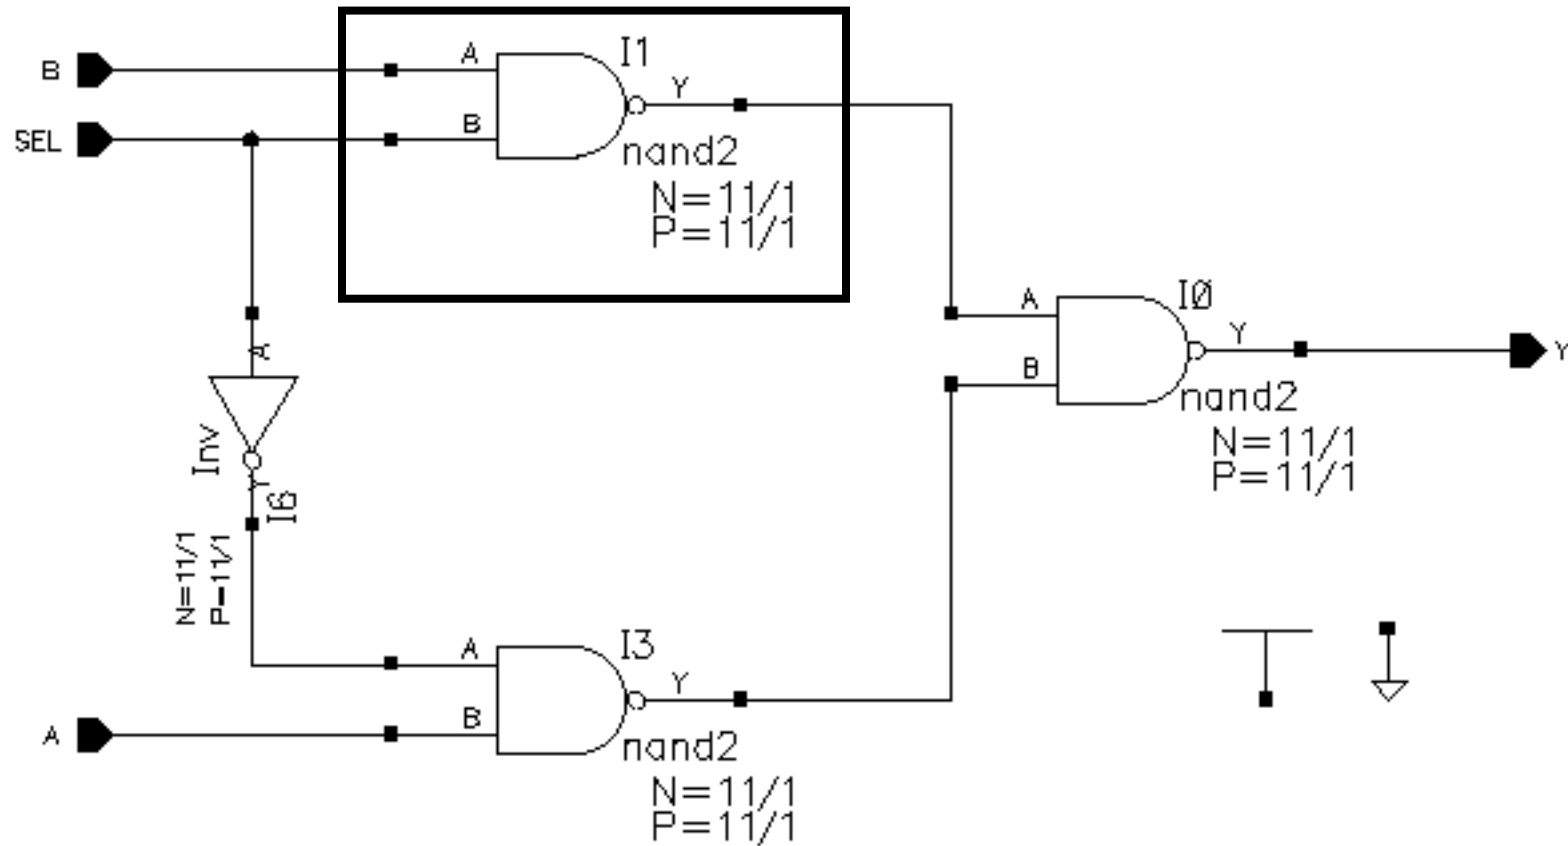 B
SEL
A
B
I1
Y
nand2
N=11/1
P=11/1
A
Inv
Y
I6
N=11/1
P=11/1
A
B
I0
Y
nand2
N=11/1
P=11/1
Y
A
A
B
I3
Y
nand2
N=11/1
P=11/1